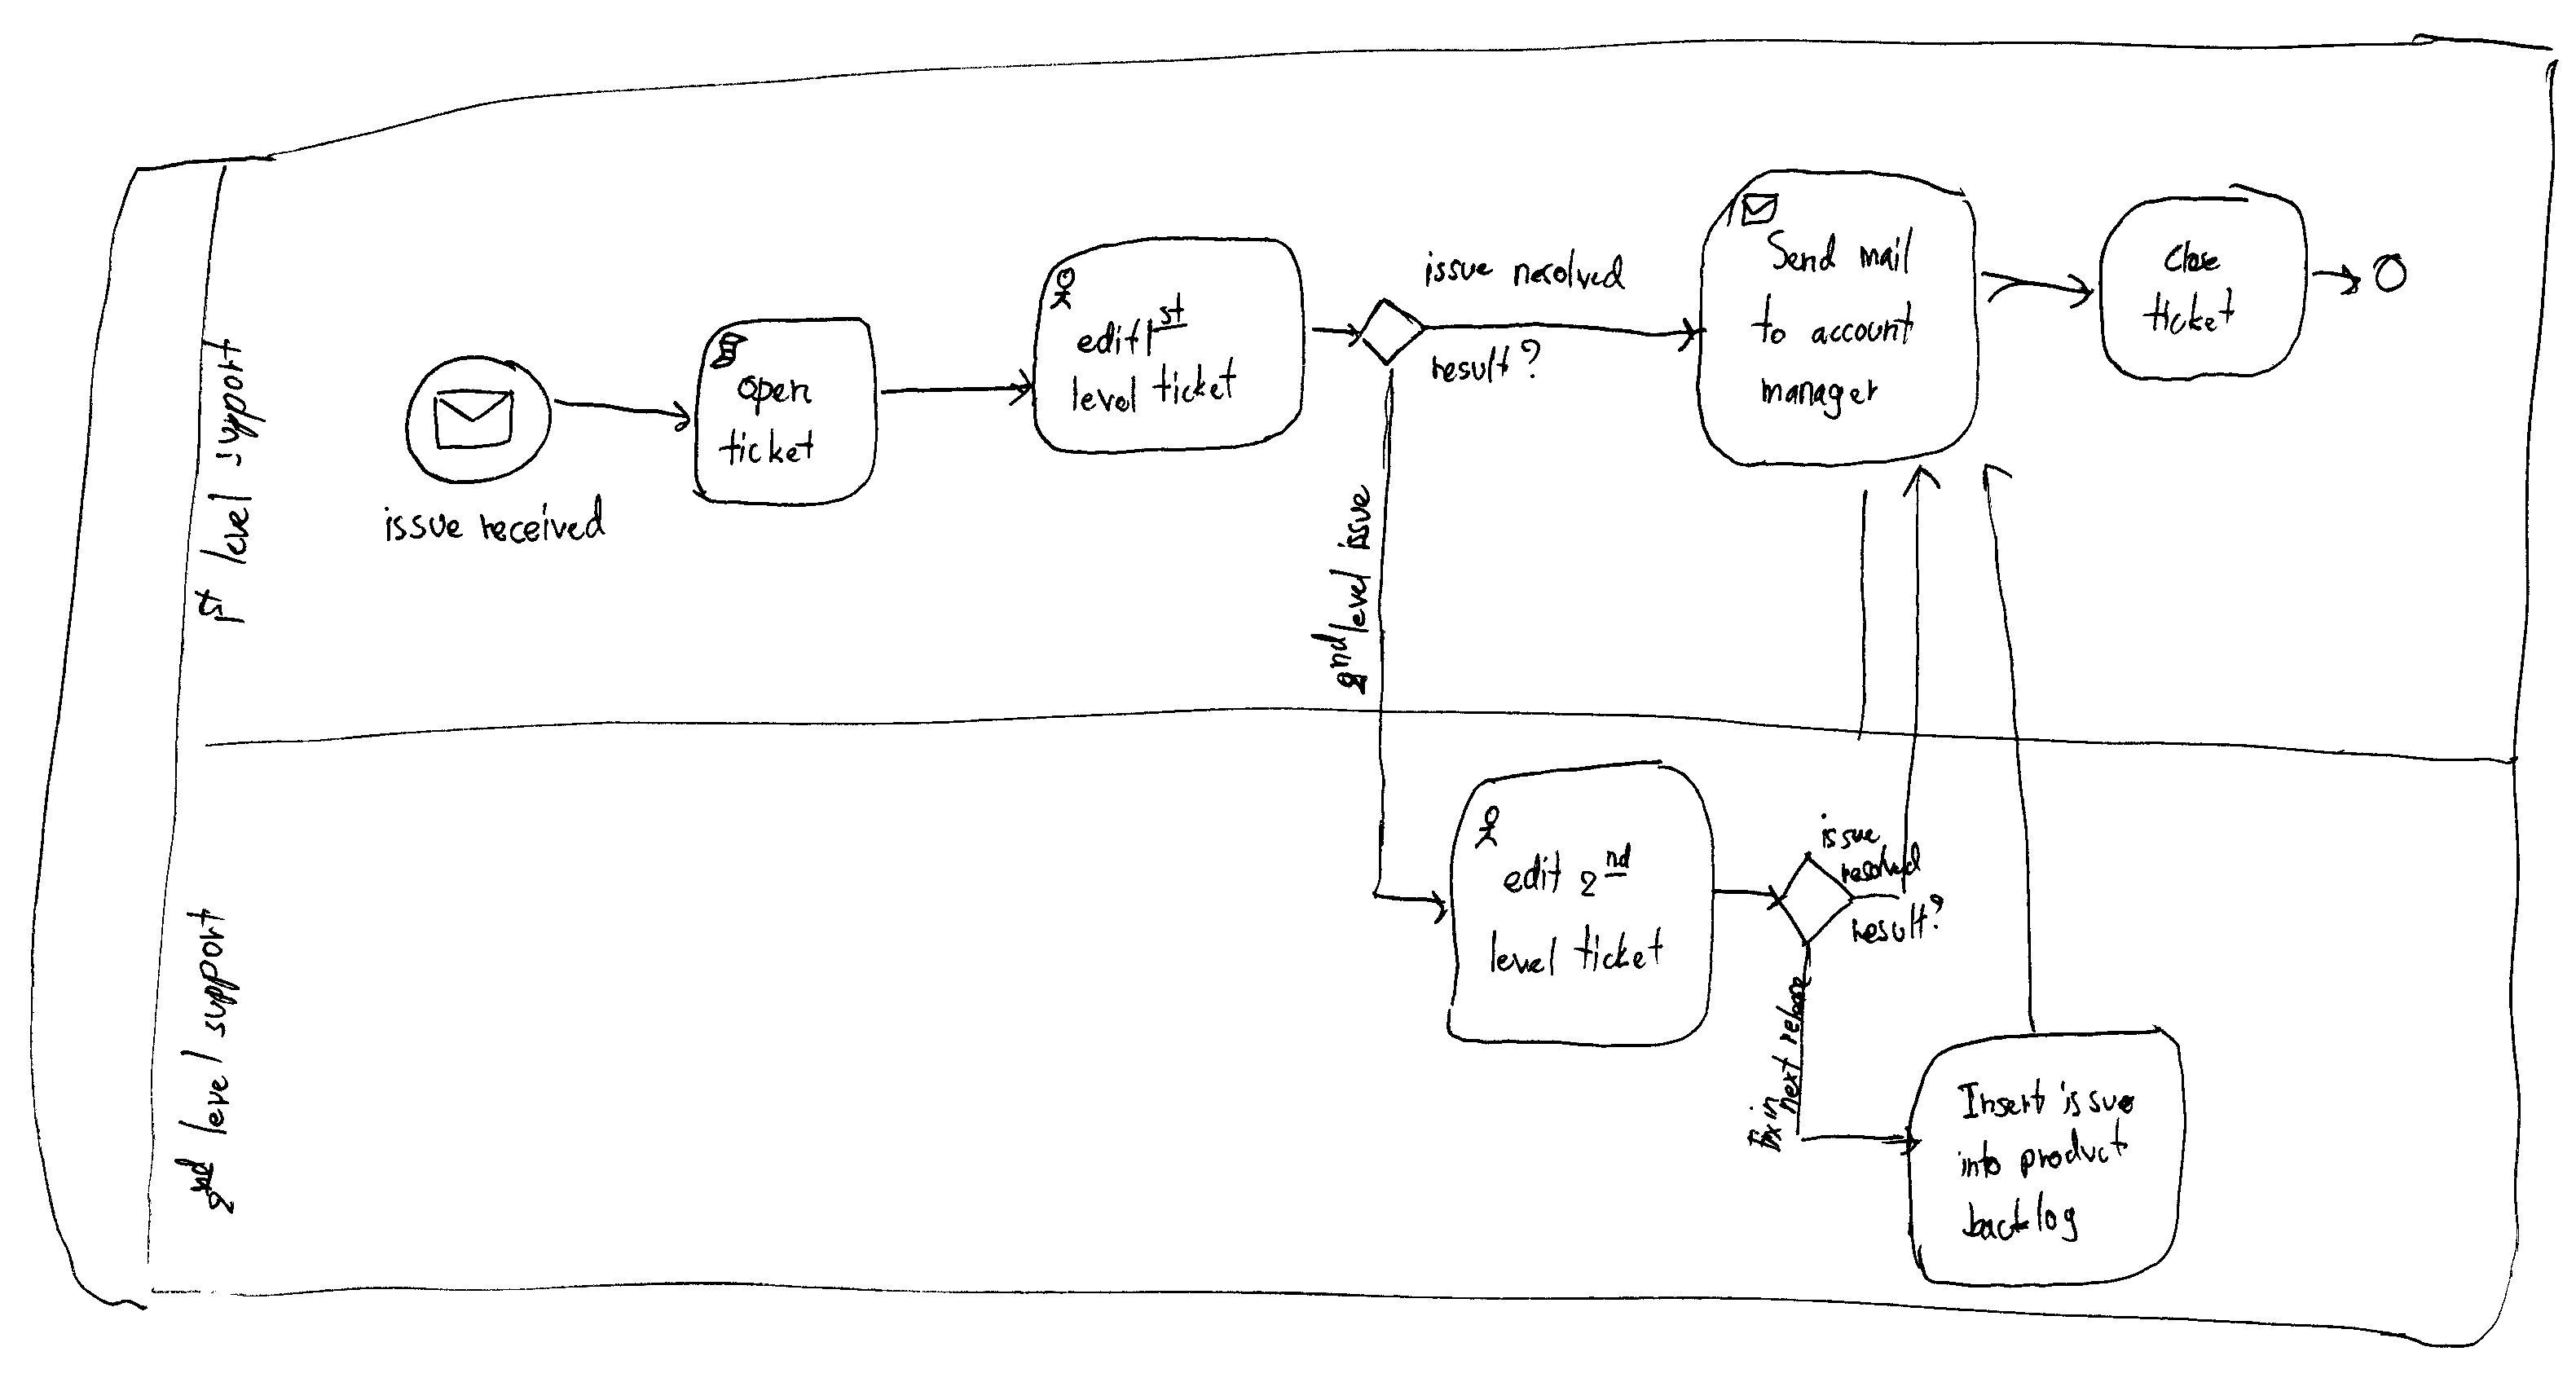 1st level support
issue received
open
ticket
edit 1st
level ticket
issue resolved
result?
2nd level issue
Send mail
to account
manager
close
ticket
2nd level support
edit 2nd
level ticket
issue
resolved
result?
fix in
next release
Insert issue
into product
backlog